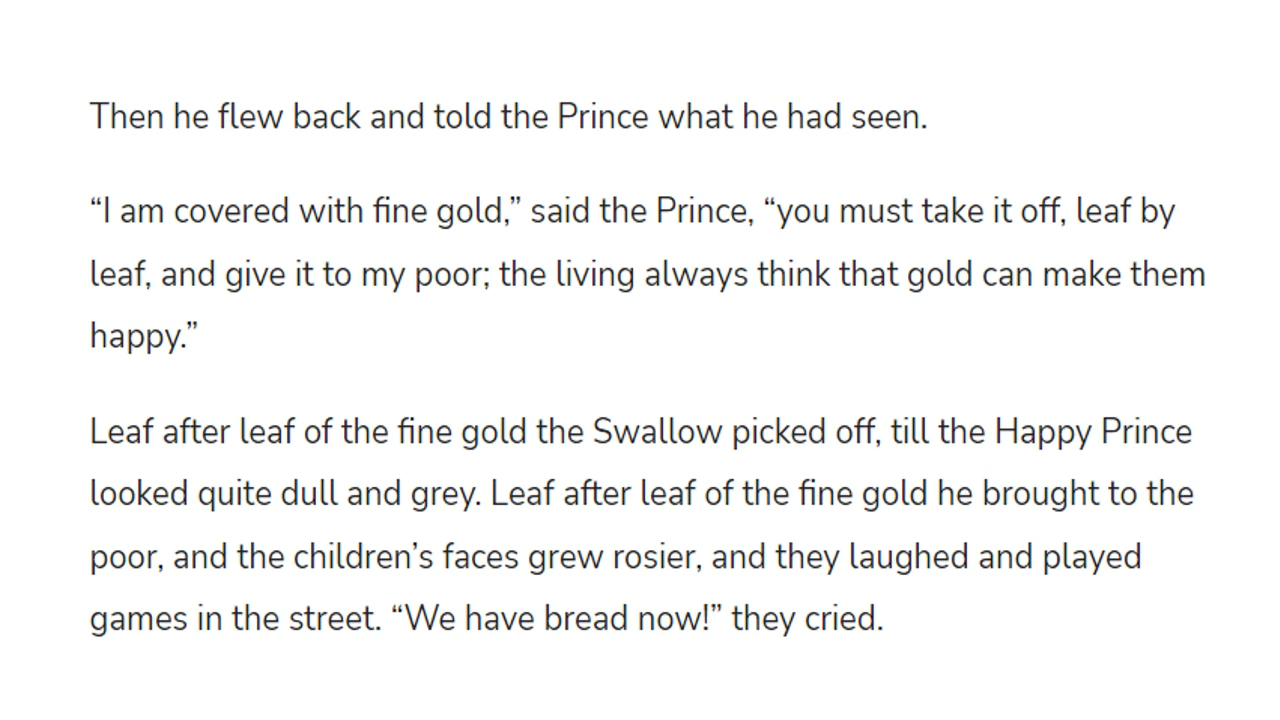 Then he flew back and told the Prince what he had seen.
“I am covered with fine gold,” said the Prince, “you must take it off, leaf by
leaf, and give it to my poor; the living always think that gold can make them
happy.”
Leaf after leaf of the fine gold the Swallow picked off, till the Happy Prince
looked quite dull and grey. Leaf after leaf of the fine gold he brought to the
poor, and the children’s faces grew rosier, and they laughed and played
games in the street. “We have bread now!” they cried.